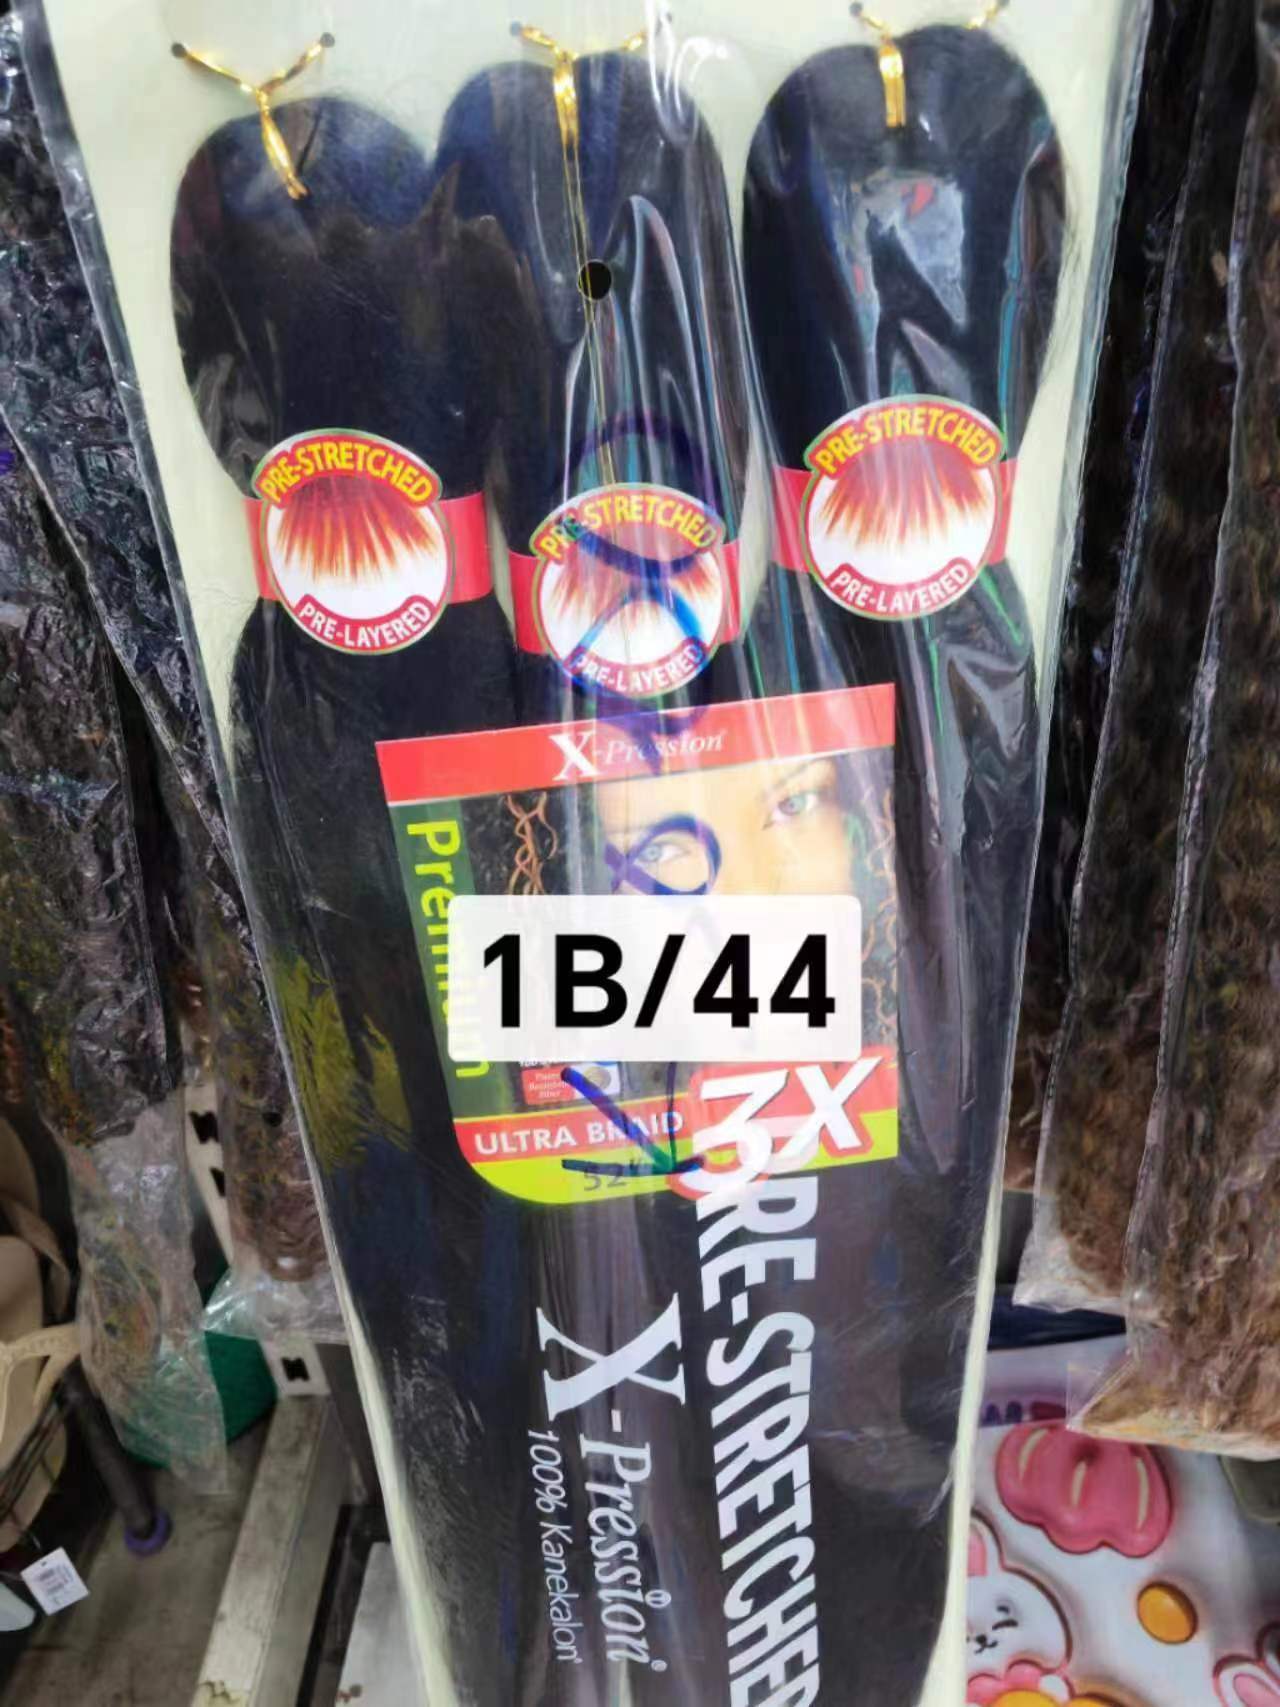 PRE-STRETCHED
PRE-LAYERED
PRE-STRETCHED
PRE-LAYERED
PRE-STRETCHED
PRE-LAYERED
X-Pression
Premium
1B/44
ULTRA BRAID
52"
3X
PRE-STRETCHED
X-Pression®
100% Kanekalon